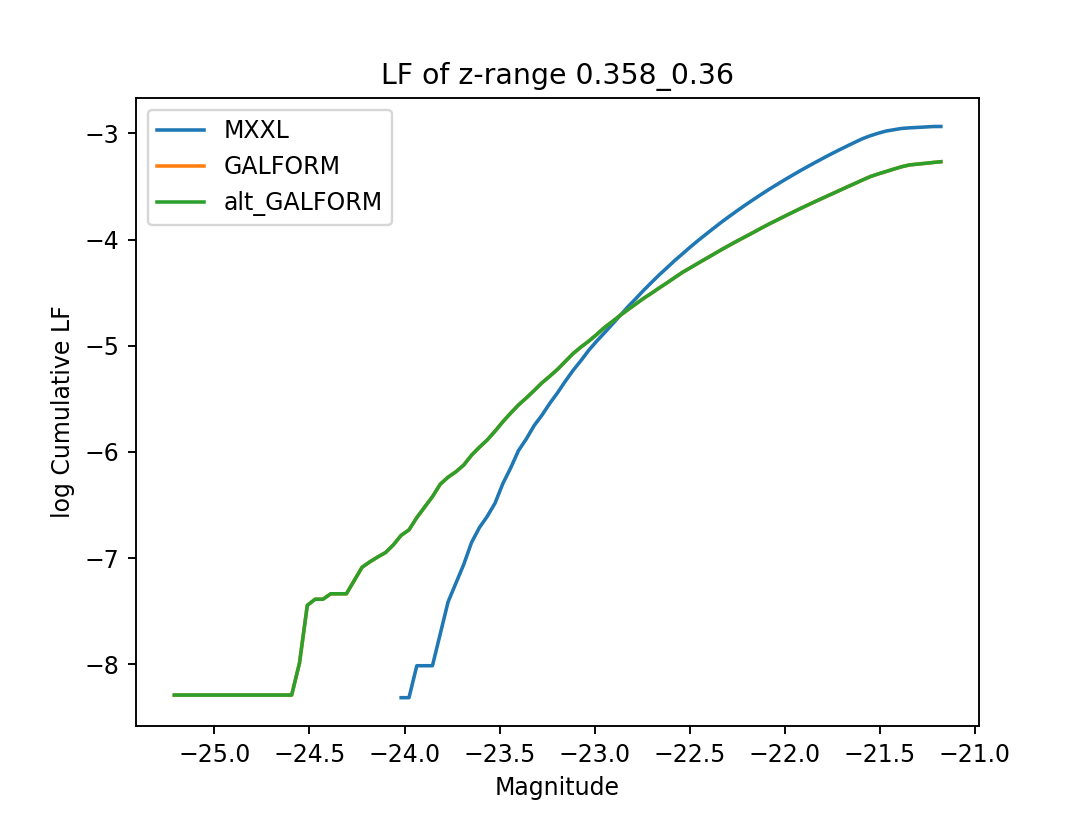 LF of z-range 0.358_0.36
MXXL
GALFORM
alt_GALFORM
log Cumulative LF
−3
−4
−5
−6
−7
−8
−25.0 −24.5 −24.0 −23.5 −23.0 −22.5 −22.0 −21.5 −21.0
Magnitude